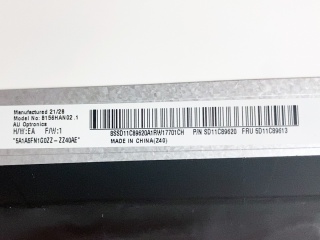 Manufactured 21/26
Model No: B156HAN02.1
AU Optronics
H/W:EA F/W:1
"5A1A5FN1G0ZZ-ZZ40AE"
8SSD11C89620A1RW17701CH P/N SD11C89620 FRU 5D11C89613
MADE IN CHINA(Z40)